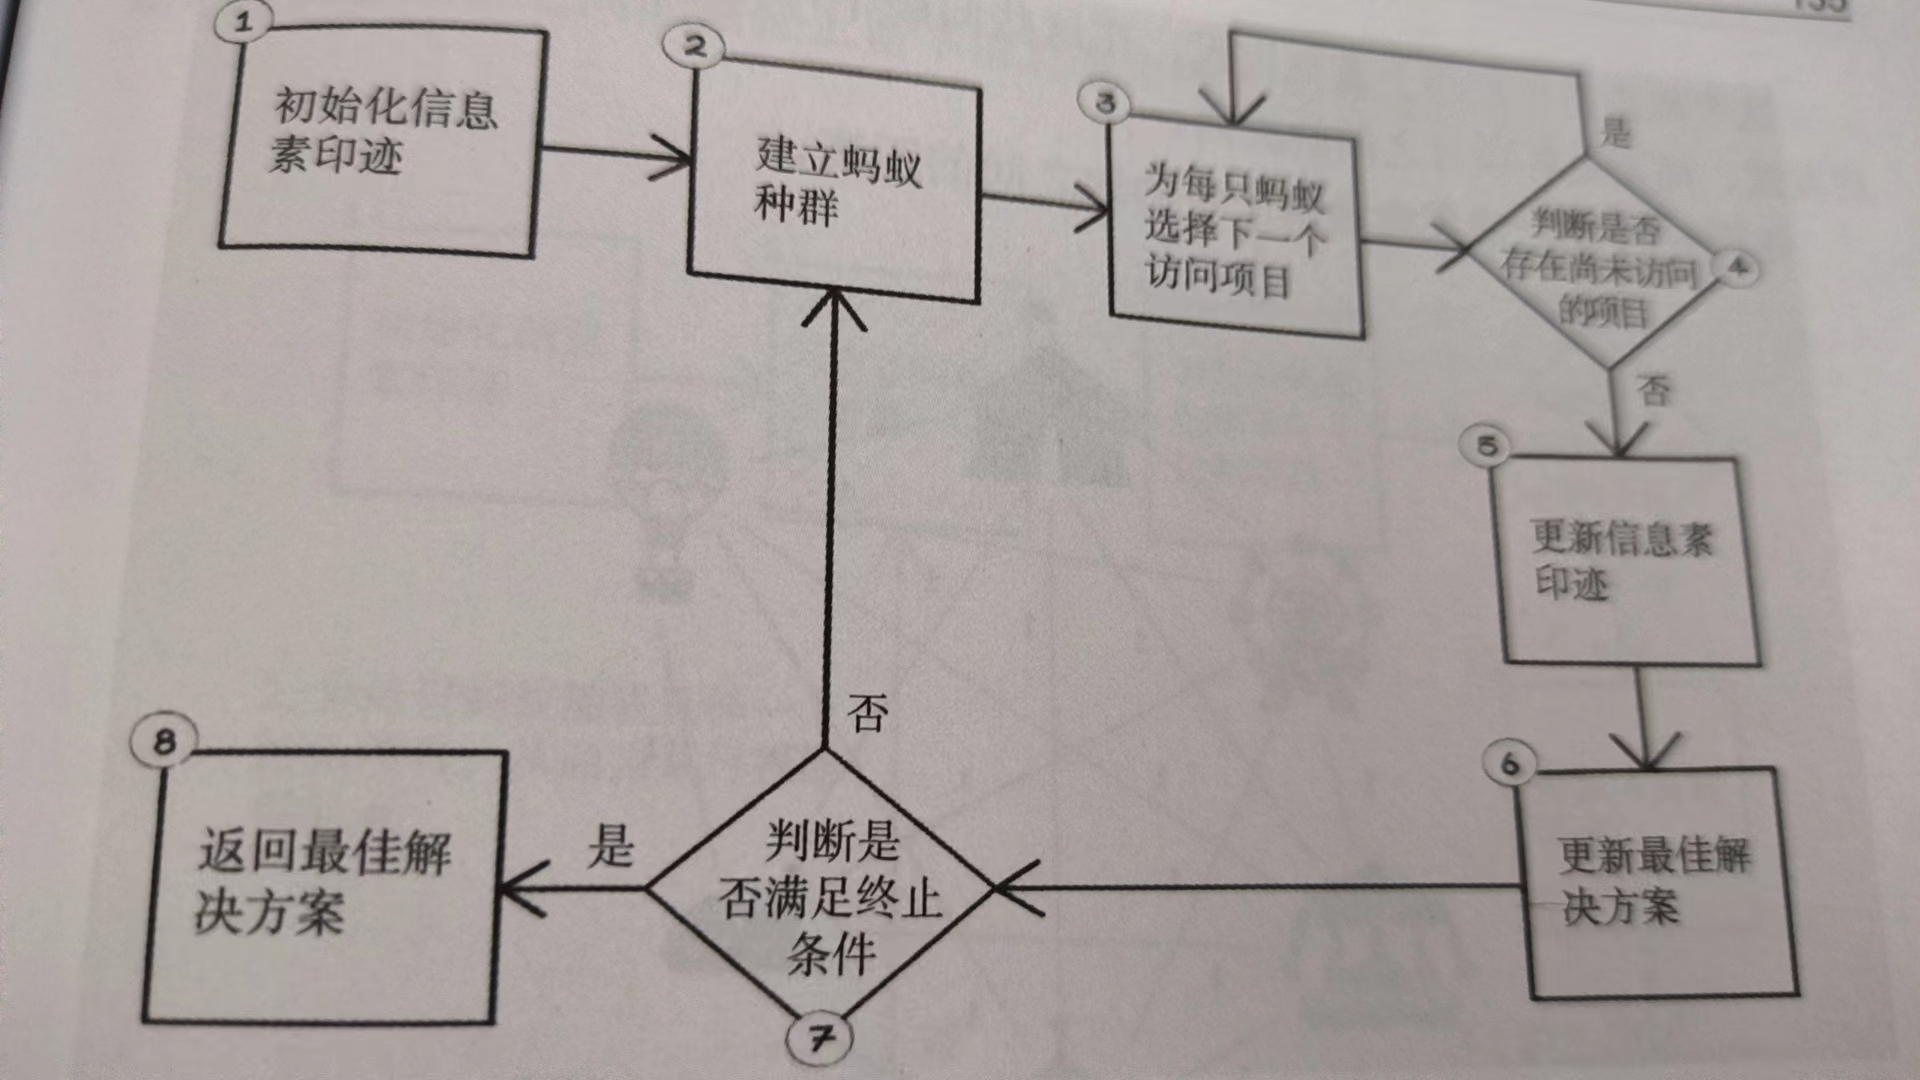 1
初始化信息
素印迹
2
建立蚂蚁
种群
3
为每只蚂蚁
选择下一个
访问项目
是
判断是否
存在尚未访问
的项目
4
否
5
更新信息素
印迹
6
更新最佳解
决方案
否
判断是
否满足终止
条件
7
是
8
返回最佳解
决方案